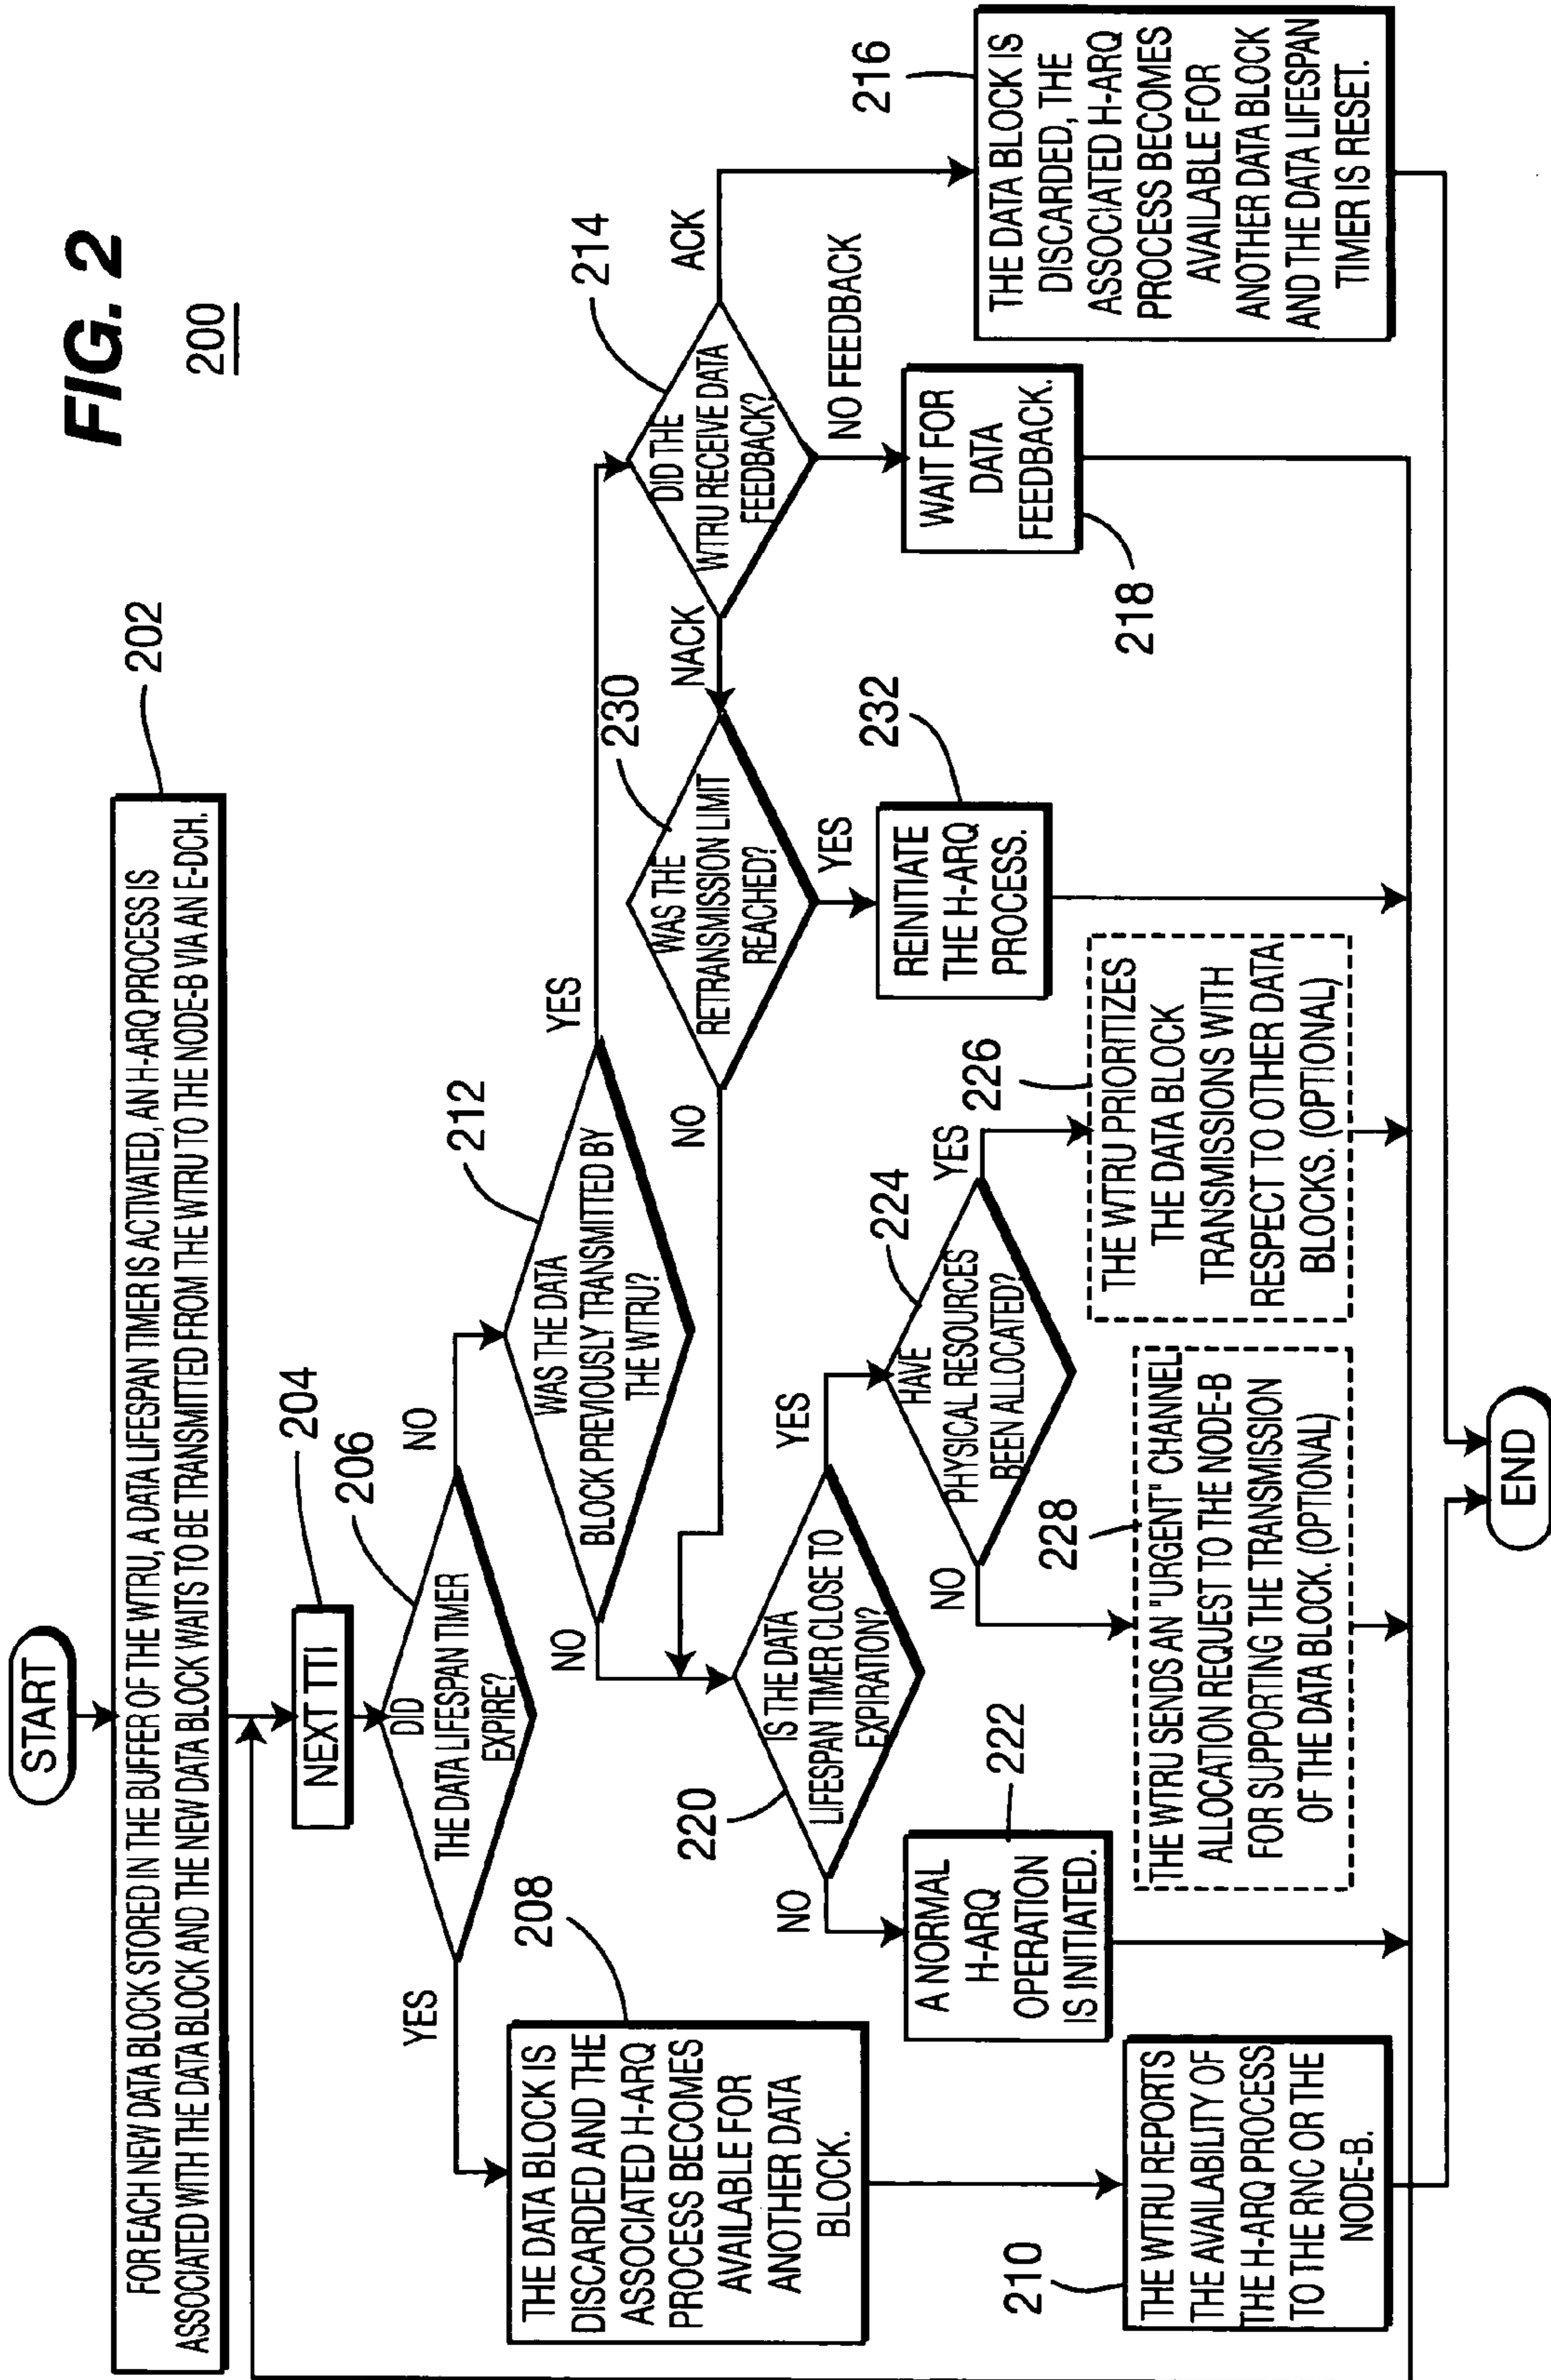 FIG. 2
200
START
202
FOR EACH NEW DATA BLOCK STORED IN THE BUFFER OF THE WTRU, A DATA LIFESPAN TIMER IS ACTIVATED, AN H-ARQ PROCESS IS
ASSOCIATED WITH THE DATA BLOCK AND THE NEW DATA BLOCK WAITS TO BE TRANSMITTED FROM THE WTRU TO THE NODE-B VIA AN E-DCH.
204
NEXT TTI
206
DID
THE DATA LIFESPAN TIMER
EXPIRE?
YES
NO
208
THE DATA BLOCK IS
DISCARDED AND THE
ASSOCIATED H-ARQ
PROCESS BECOMES
AVAILABLE FOR
ANOTHER DATA
BLOCK.
210
THE WTRU REPORTS
THE AVAILABILITY OF
THE H-ARQ PROCESS
TO THE RNC OR THE
NODE-B.
212
WAS THE DATA
BLOCK PREVIOUSLY TRANSMITTED BY
THE WTRU?
NO
YES
214
DID THE
WTRU RECEIVE DATA
FEEDBACK?
NACK
ACK
NO FEEDBACK
216
THE DATA BLOCK IS
DISCARDED, THE
ASSOCIATED H-ARQ
PROCESS BECOMES
AVAILABLE FOR
ANOTHER DATA BLOCK
AND THE DATA LIFESPAN
TIMER IS RESET.
WAIT FOR
DATA
FEEDBACK.
218
230
WAS THE
RETRANSMISSION LIMIT
REACHED?
NO
YES
232
REINITIATE
THE H-ARQ
PROCESS.
220
IS THE DATA
LIFESPAN TIMER CLOSE TO
EXPIRATION?
NO
YES
222
A NORMAL
H-ARQ
OPERATION
IS INITIATED.
224
HAVE
PHYSICAL RESOURCES
BEEN ALLOCATED?
NO
YES
226
THE WTRU PRIORITIZES
THE DATA BLOCK
TRANSMISSIONS WITH
RESPECT TO OTHER DATA
BLOCKS. (OPTIONAL)
228
THE WTRU SENDS AN "URGENT" CHANNEL
ALLOCATION REQUEST TO THE NODE-B
FOR SUPPORTING THE TRANSMISSION
OF THE DATA BLOCK. (OPTIONAL)
END